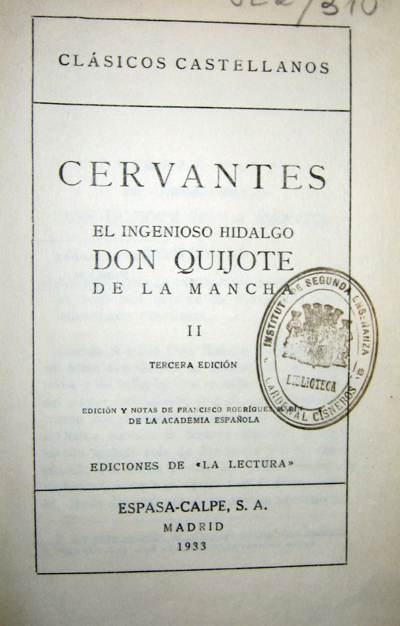 CLÁSICOS CASTELLANOS
CERVANTES
EL INGENIOSO HIDALGO
DON QUIJOTE
DE LA MANCHA
II
TERCERA EDICIÓN
EDICIÓN Y NOTAS DE FRANCISCO RODRÍGUEZ
DE LA ACADEMIA ESPAÑOLA
EDICIONES DE «LA LECTURA»
ESPASA-CALPE, S. A.
MADRID
1933
INSTITUTO DE SEGUNDA ENSEÑANZA
BIBLIOTECA
CARDENAL CISNEROS